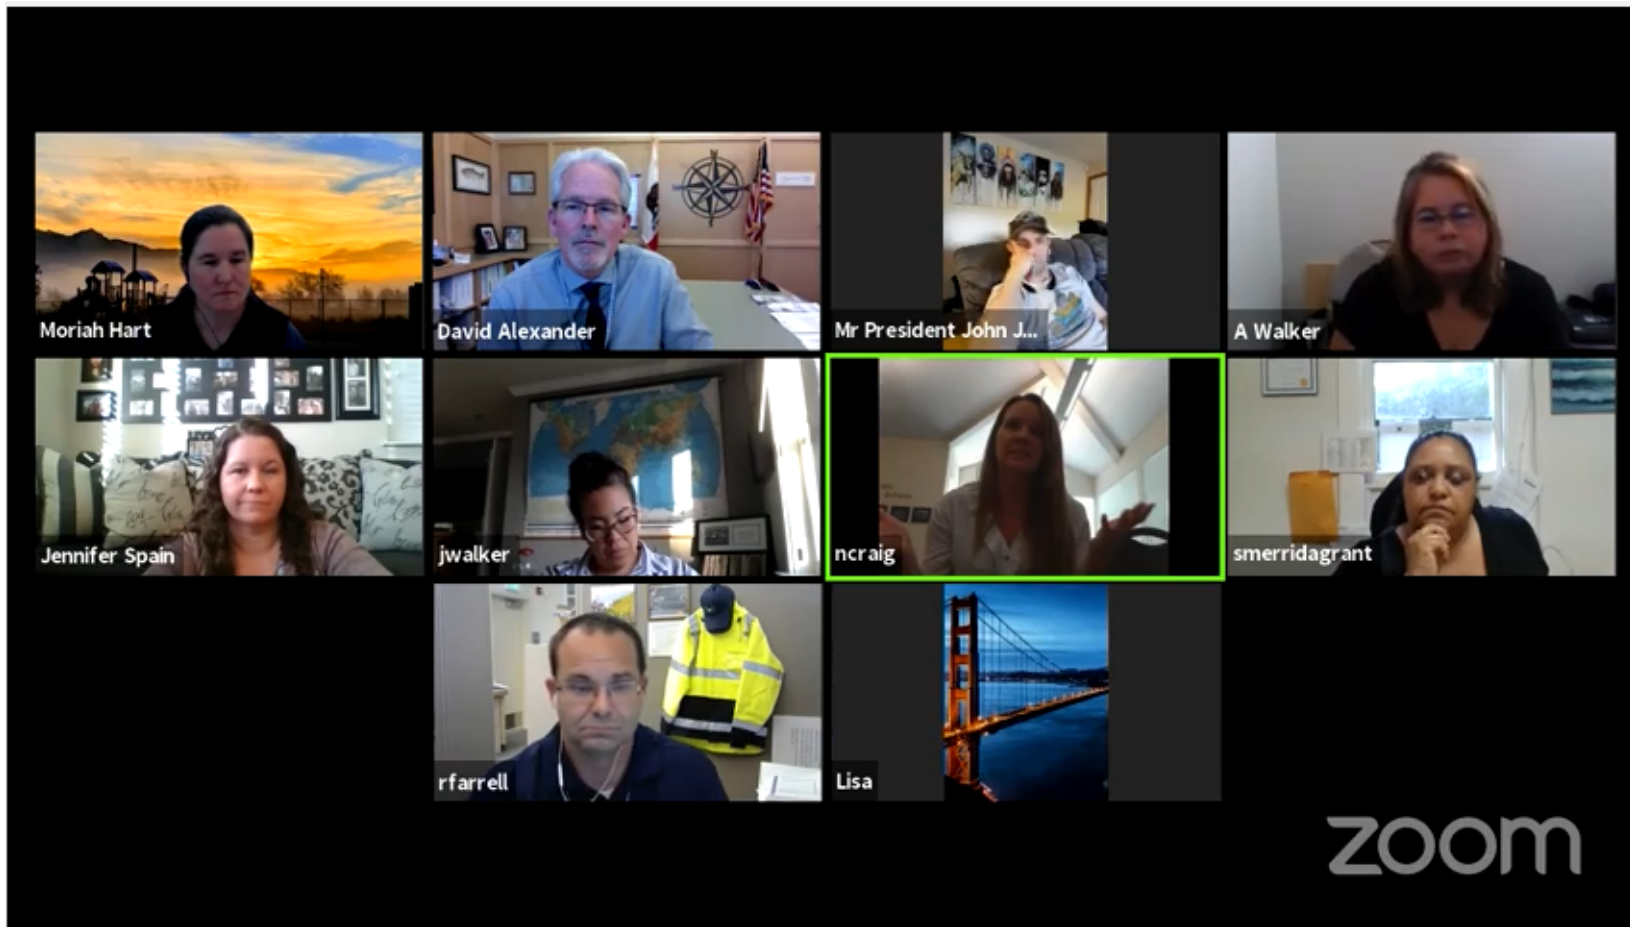 Moriah Hart
David Alexander
Mr President John J...
A Walker
Jennifer Spain
jwalker
ncraig
smerridagrant
rfarrell
Lisa
zoom